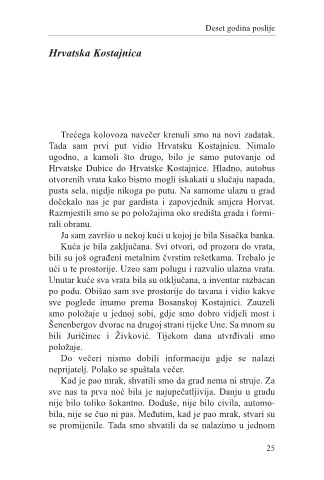 Deset godina poslije
Hrvatska Kostajnica
Trećega kolovoza navečer krenuli smo na novi zadatak.
Tada sam prvi put vidio Hrvatsku Kostajnicu. Nimalo
ugodno, a kamoli što drugo, bilo je samo putovanje od
Hrvatske Dubice do Hrvatske Kostajnice. Hladno, autobus
otvorenih vrata kako bismo mogli iskakati u slučaju napada,
pusta sela, nigdje nikoga po putu. Na samome ulazu u grad
dočekalo nas je par gardista i zapovjednik smjera Horvat.
Razmjestili smo se po položajima oko središta grada i formi-
rali obranu.
Ja sam završio u nekoj kući u kojoj je bila Sisačka banka.
Kuća je bila zaključana. Svi otvori, od prozora do vrata,
bili su još ograđeni metalnim čvrstim rešetkama. Trebalo je
ući u te prostorije. Uzeo sam polugu i razvalio ulazna vrata.
Unutar kuće sva vrata bila su otključana, a inventar razbacan
po podu. Obišao sam sve prostorije do tavana i vidio kakve
sve poglede imamo prema Bosanskoj Kostajnici. Zauzeli
smo položaje u jednoj sobi, gdje smo dobro vidjeli most i
Šenenbergov dvorac na drugoj strani rijeke Une. Sa mnom su
bili Juričinec i Živković. Tijekom dana utvrđivali smo
položaje.
Do večeri nismo dobili informaciju gdje se nalazi
neprijatelj. Polako se spuštala večer.
Kad je pao mrak, shvatili smo da grad nema ni struje. Za
sve nas ta prva noć bila je najupečatljivija. Danju u gradu
nije bilo toliko šokantno. Doduše, nije bilo civila, automo-
bila, nije se čuo ni pas. Međutim, kad je pao mrak, stvari su
se promijenile. Tada smo shvatili da se nalazimo u jednom
25